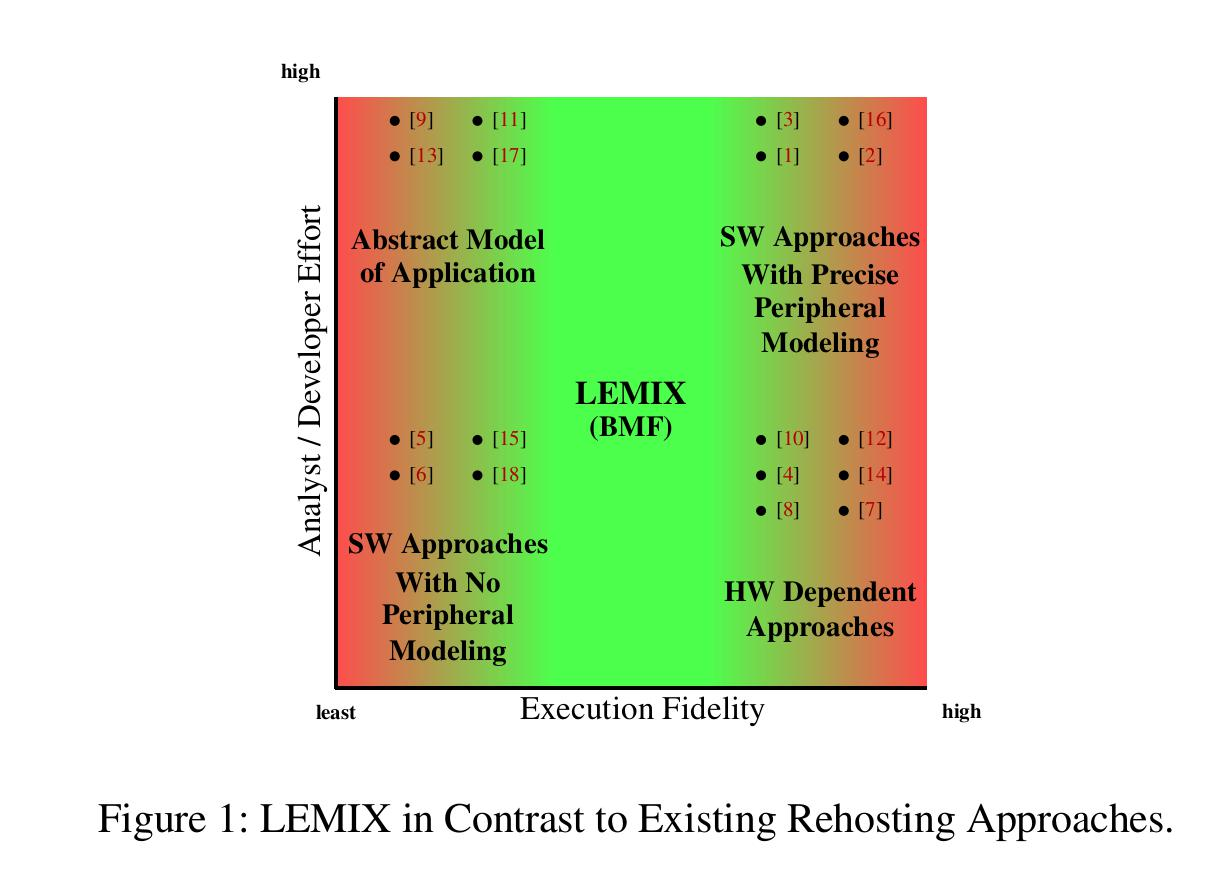 high
[9] [11]
[13] [17]
Abstract Model
of Application
[3] [16]
[1] [2]
SW Approaches
With Precise
Peripheral
Modeling
Analyst / Developer Effort
LEMIX
(BMF)
[5] [15]
[6] [18]
SW Approaches
With No
Peripheral
Modeling
[10] [12]
[4] [14]
[8] [7]
HW Dependent
Approaches
least
Execution Fidelity
high
Figure 1: LEMIX in Contrast to Existing Rehosting Approaches.